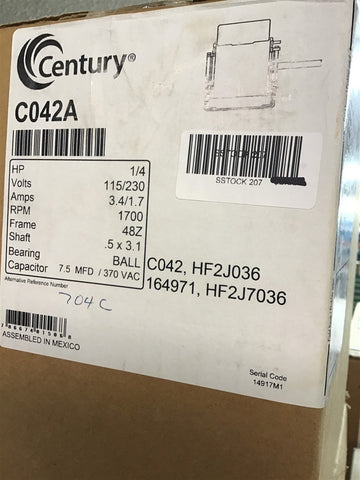 Century®
C042A
SSTOCK 207
SSTOCK 207
HP 1/4
Volts 115/230
Amps 3.4/1.7
RPM 1700
Frame 48Z
Shaft .5 x 3.1
Bearing BALL
Capacitor 7.5 MFD / 370 VAC
C042, HF2J036
164971, HF2J7036
Alternative Reference Number
704C
ASSEMBLED IN MEXICO
Serial Code
14917M1